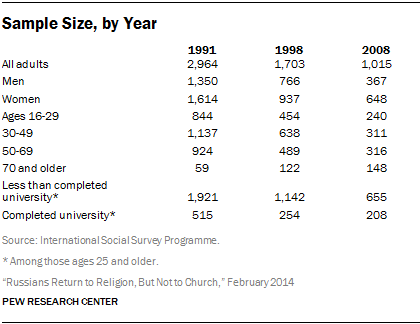 Sample Size, by Year
1991 1998 2008
All adults 2,964 1,703 1,015
Men 1,350 766 367
Women 1,614 937 648
Ages 16-29 844 454 240
30-49 1,137 638 311
50-69 924 489 316
70 and older 59 122 148
Less than completed
university* 1,921 1,142 655
Completed university* 515 254 208
Source: International Social Survey Programme.
* Among those ages 25 and older.
“Russians Return to Religion, But Not to Church,” February 2014
PEW RESEARCH CENTER